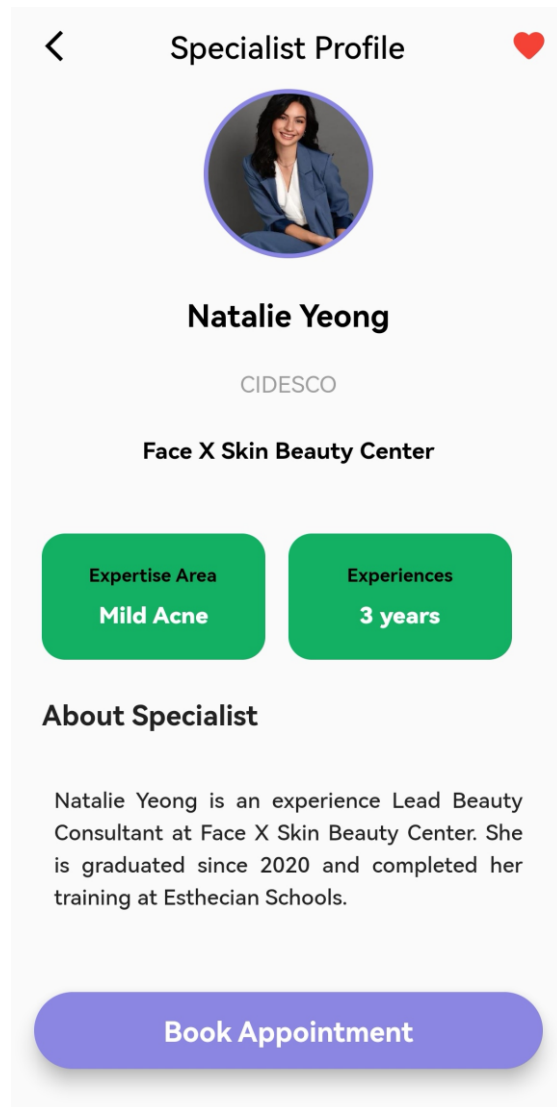 Specialist Profile
Natalie Yeong
CIDESCO
Face X Skin Beauty Center
Expertise Area
Mild Acne
Experiences
3 years
About Specialist
Natalie Yeong is an experience Lead Beauty
Consultant at Face X Skin Beauty Center. She
is graduated since 2020 and completed her
training at Esthecian Schools.
Book Appointment